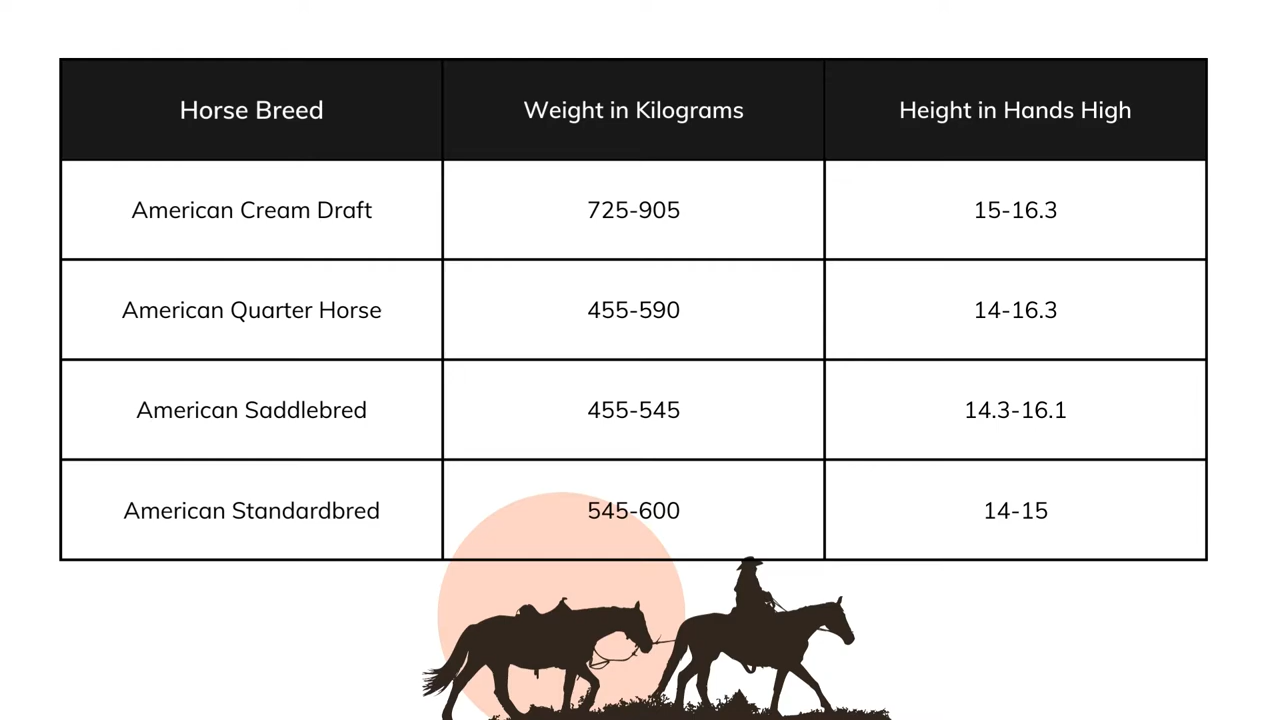 Horse Breed Weight in Kilograms Height in Hands High
American Cream Draft 725-905 15-16.3
American Quarter Horse 455-590 14-16.3
American Saddlebred 455-545 14.3-16.1
American Standardbred 545-600 14-15